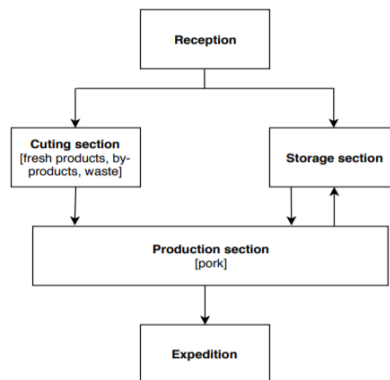 Reception
Cuting section
[fresh products, by-
products, waste]
Storage section
Production section
[pork]
Expedition